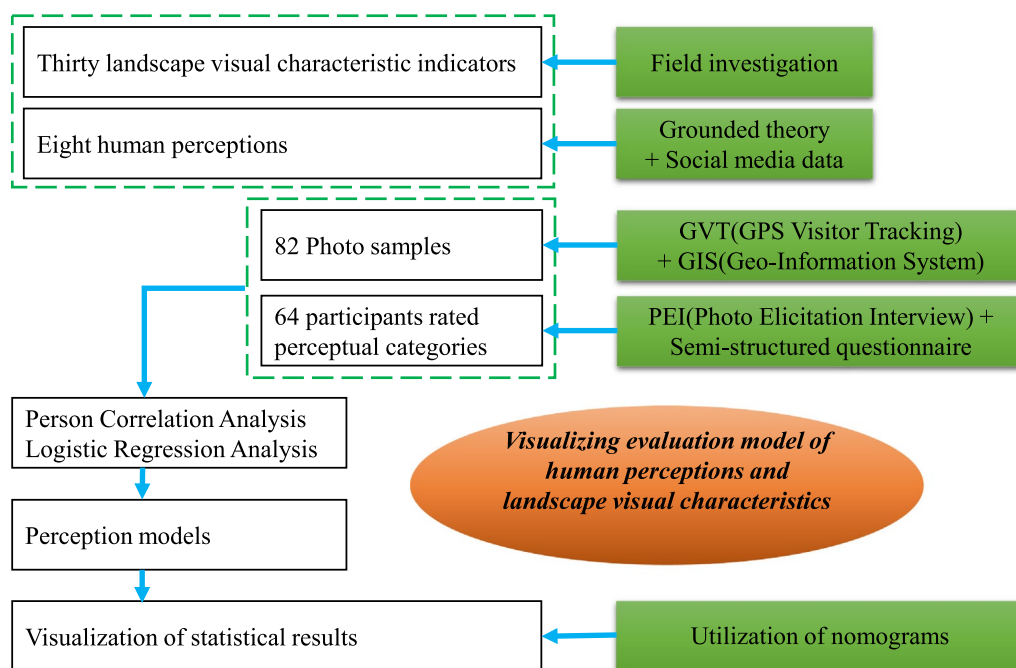 Thirty landscape visual characteristic indicators
Field investigation
Eight human perceptions
Grounded theory
+ Social media data
82 Photo samples
GVT(GPS Visitor Tracking)
+ GIS(Geo-Information System)
64 participants rated
perceptual categories
PEI(Photo Elicitation Interview) +
Semi-structured questionnaire
Person Correlation Analysis
Logistic Regression Analysis
Visualizing evaluation model of
human perceptions and
landscape visual characteristics
Perception models
Visualization of statistical results
Utilization of nomograms